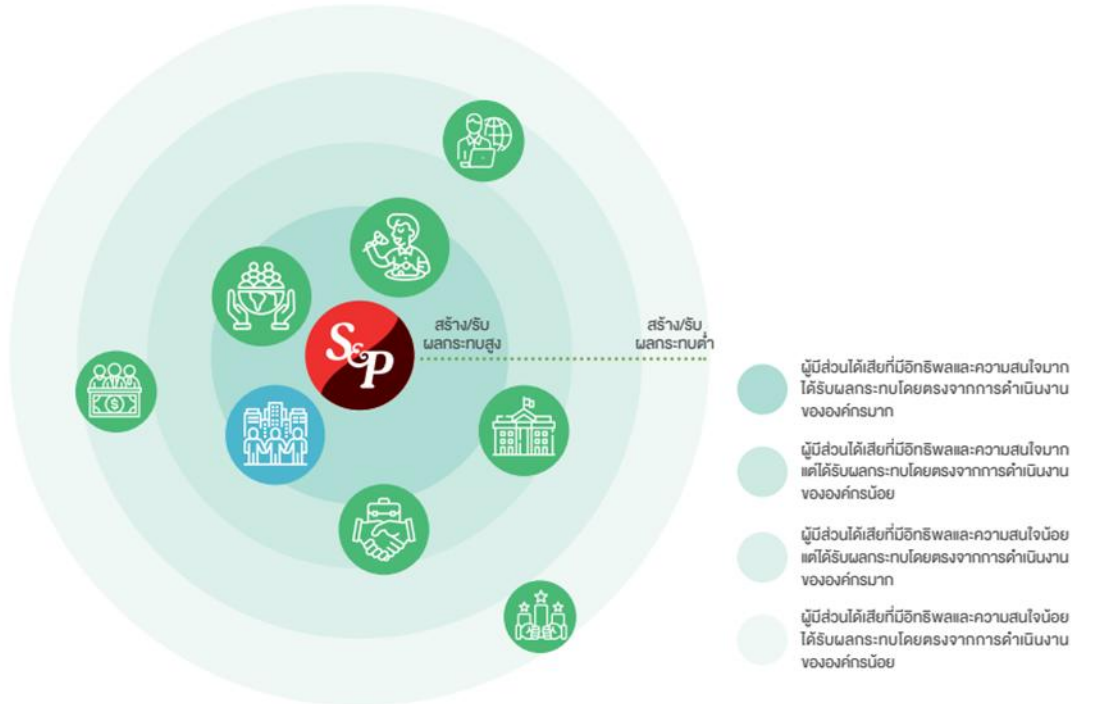 S&P
สร้าง/รับ
ผลกระทบสูง
สร้าง/รับ
ผลกระทบต่ำ
ผู้มีส่วนได้เสียที่มีอิทธิพลและความสนใจมาก
ได้รับผลกระทบโดยตรงจากการดำเนินงาน
ขององค์กรมาก
ผู้มีส่วนได้เสียที่มีอิทธิพลและความสนใจมาก
แต่ได้รับผลกระทบโดยตรงจากการดำเนินงาน
ขององค์กรน้อย
ผู้มีส่วนได้เสียที่มีอิทธิพลและความสนใจน้อย
แต่ได้รับผลกระทบโดยตรงจากการดำเนินงาน
ขององค์กรมาก
ผู้มีส่วนได้เสียที่มีอิทธิพลและความสนใจน้อย
ได้รับผลกระทบโดยตรงจากการดำเนินงาน
ขององค์กรน้อย